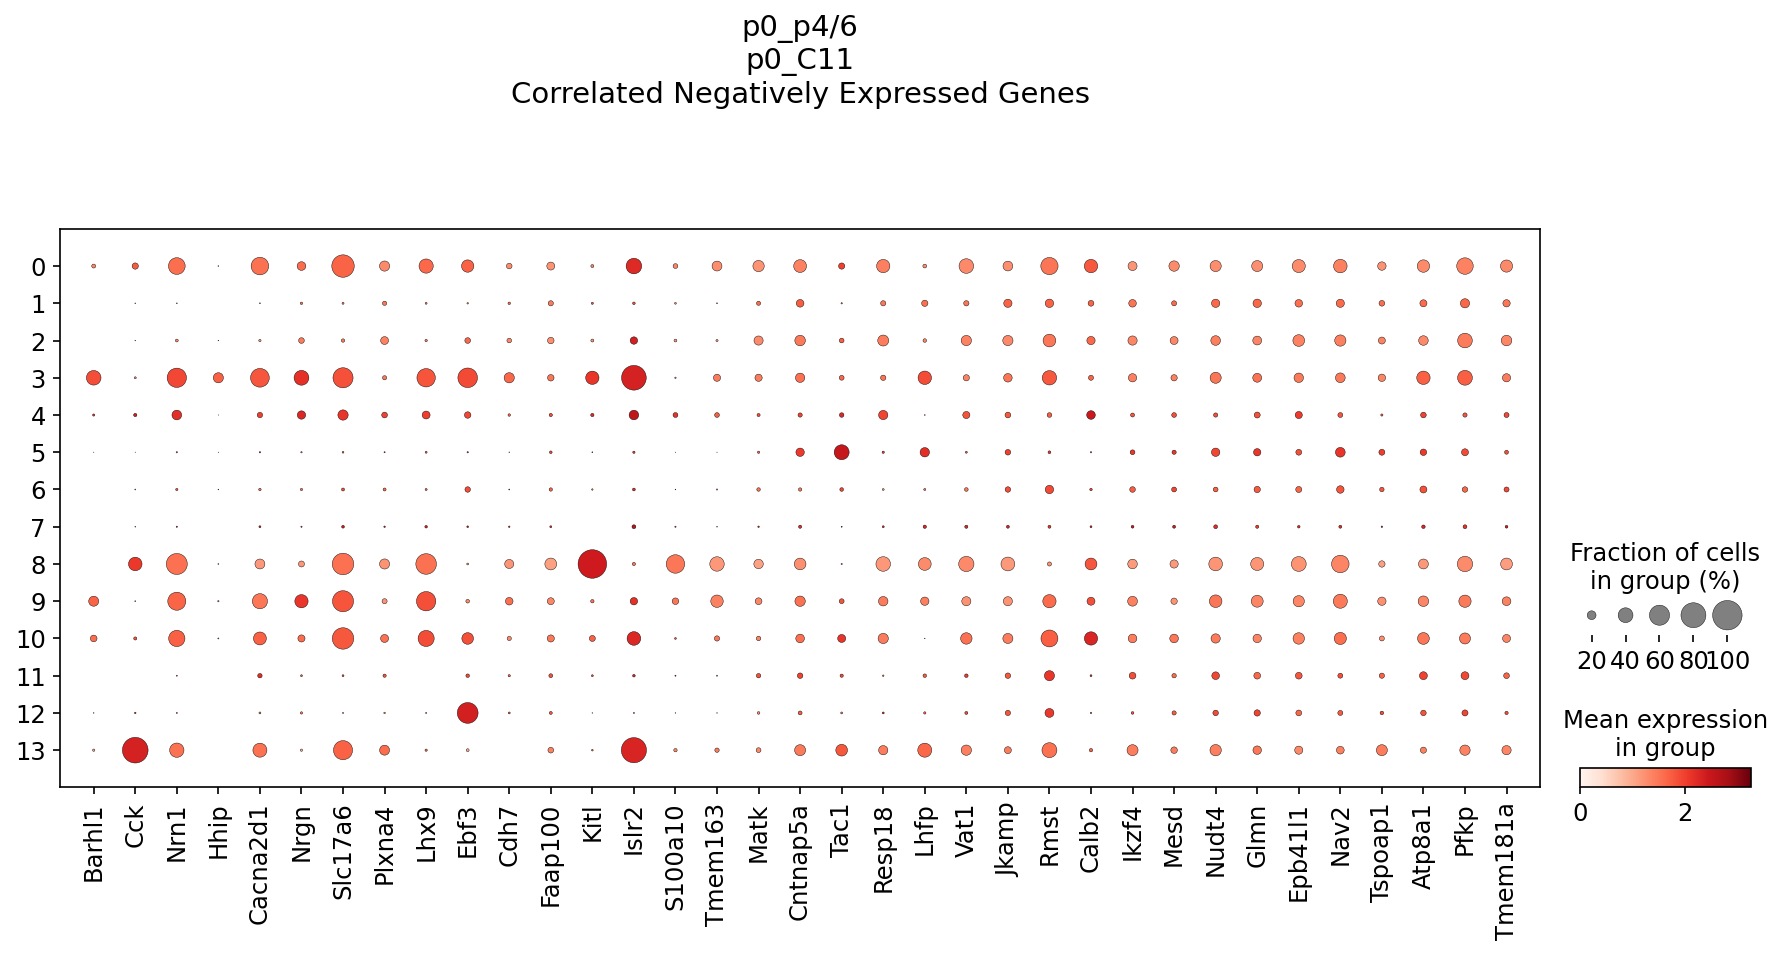 p0_p4/6
p0_C11
Correlated Negatively Expressed Genes
0
1
2
3
4
5
6
7
8
9
10
11
12
13
Barhl1
Cck
Nrn1
Hhip
Cacna2d1
Nrgn
Slc17a6
Plxna4
Lhx9
Ebf3
Cdh7
Faap100
Kitl
Islr2
S100a10
Tmem163
Matk
Cntnap5a
Tac1
Resp18
Lhfp
Vat1
Jkamp
Rmst
Calb2
Ikzf4
Mesd
Nudt4
Glmn
Epb41l1
Nav2
Tspoap1
Atp8a1
Pfkp
Tmem181a
Fraction of cells
in group (%)
20 40 60 80 100
Mean expression
in group
0 2